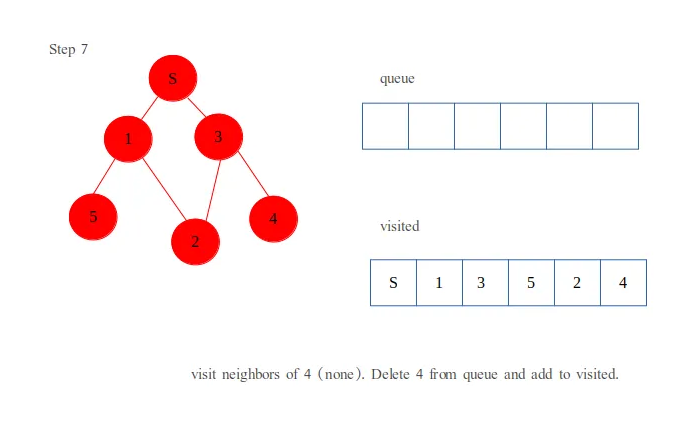 Step 7
S
queue
1
3
5
2
4
visited
S 1 3 5 2 4
visit neighbors of 4 (none). Delete 4 from queue and add to visited.